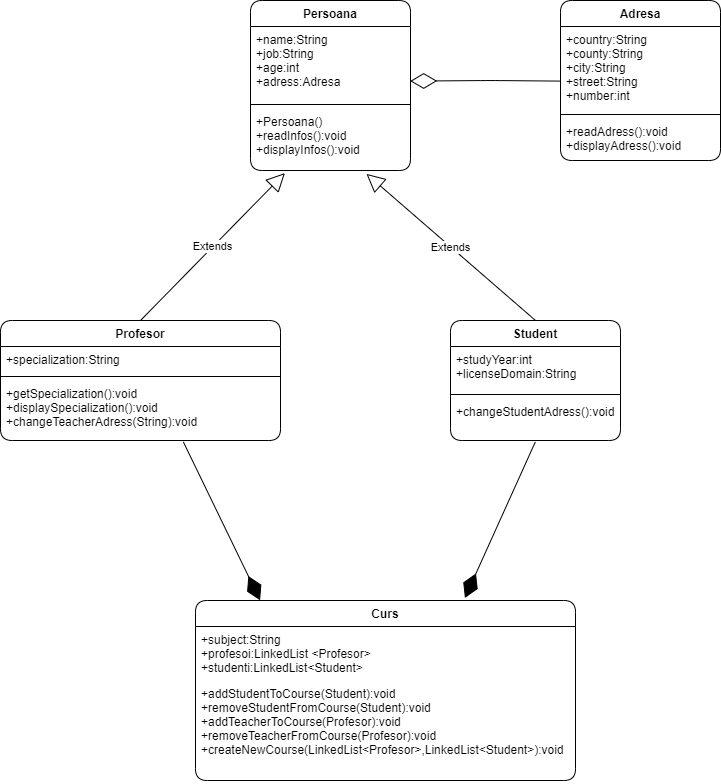 Persoana
+name:String
+job:String
+age:int
+adress:Adresa
+Persoana()
+readInfos():void
+displayInfos():void
Adresa
+country:String
+county:String
+city:String
+street:String
+number:int
+readAdress():void
+displayAdress():void
Extends
Extends
Profesor
+specialization:String
+getSpecialization():void
+displaySpecialization():void
+changeTeacherAdress(String):void
Student
+studyYear:int
+licenseDomain:String
+changeStudentAdress():void
Curs
+subject:String
+profesoi:LinkedList <Profesor>
+studenti:LinkedList<Student>
+addStudentToCourse(Student):void
+removeStudentFromCourse(Student):void
+addTeacherToCourse(Profesor):void
+removeTeacherFromCourse(Profesor):void
+createNewCourse(LinkedList<Profesor>,LinkedList<Student>):void